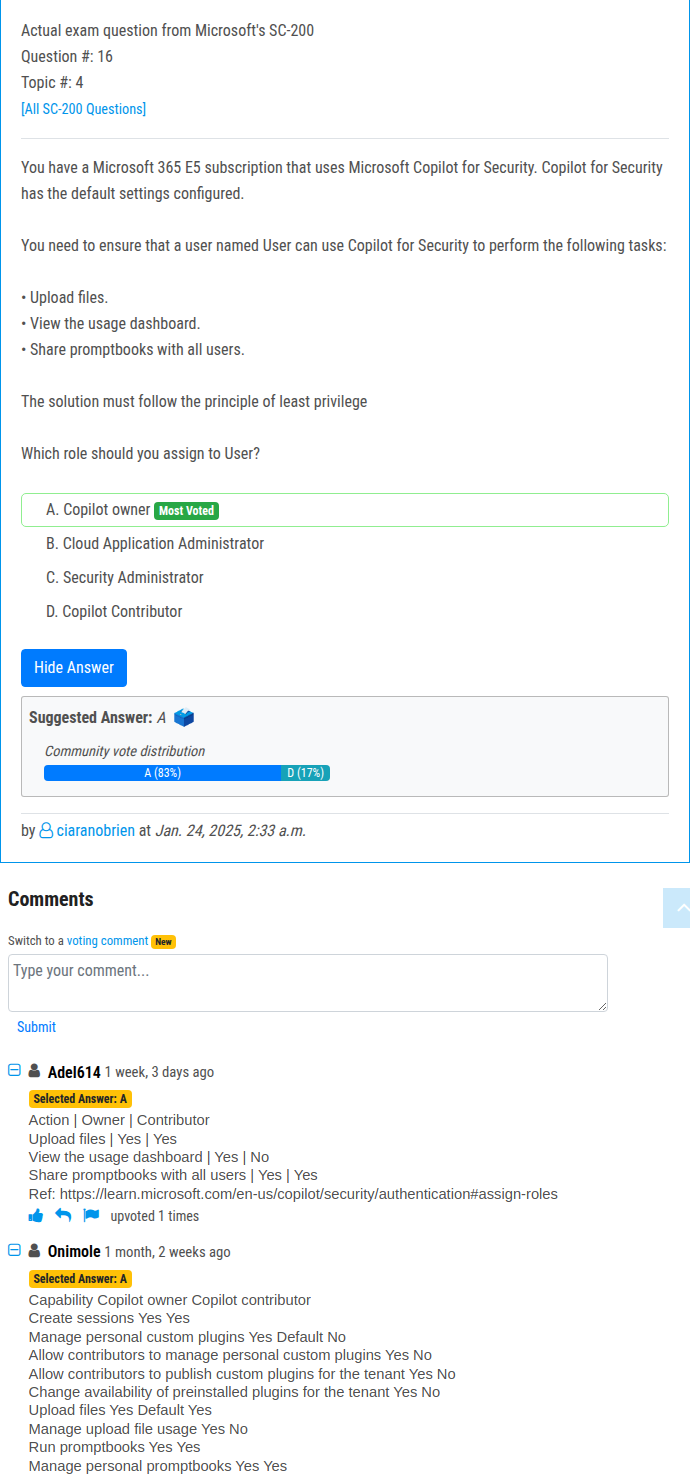 Actual exam question from Microsoft's SC-200
Question #: 16
Topic #: 4
[All SC-200 Questions]
You have a Microsoft 365 E5 subscription that uses Microsoft Copilot for Security. Copilot for Security
has the default settings configured.
You need to ensure that a user named User can use Copilot for Security to perform the following tasks:
• Upload files.
• View the usage dashboard.
• Share promptbooks with all users.
The solution must follow the principle of least privilege
Which role should you assign to User?
A. Copilot owner Most Voted
B. Cloud Application Administrator
C. Security Administrator
D. Copilot Contributor
Hide Answer
Suggested Answer: A
Community vote distribution
A (83%) D (17%)
by ciaranobrien at Jan. 24, 2025, 2:33 a.m.
Comments
Switch to a voting comment New
Type your comment...
Submit
Adel614 1 week, 3 days ago
Selected Answer: A
Action | Owner | Contributor
Upload files | Yes | Yes
View the usage dashboard | Yes | No
Share promptbooks with all users | Yes | Yes
Ref: https://learn.microsoft.com/en-us/copilot/security/authentication#assign-roles
upvoted 1 times
Onimole 1 month, 2 weeks ago
Selected Answer: A
Capability Copilot owner Copilot contributor
Create sessions Yes Yes
Manage personal custom plugins Yes Default No
Allow contributors to manage personal custom plugins Yes No
Allow contributors to publish custom plugins for the tenant Yes No
Change availability of preinstalled plugins for the tenant Yes No
Upload files Yes Default Yes
Manage upload file usage Yes No
Run promptbooks Yes Yes
Manage personal promptbooks Yes Yes